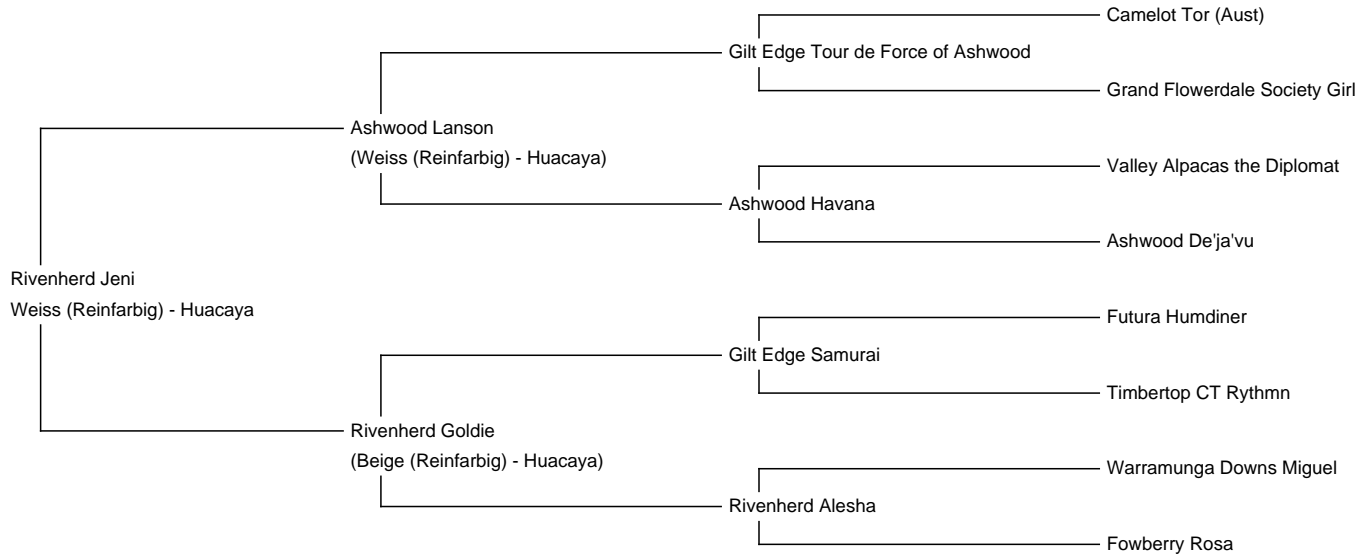 Camelot Tor (Aust)
Gilt Edge Tour de Force of Ashwood
Grand Flowerdale Society Girl
Ashwood Lanson
(Weiss (Reinfarbig) - Huacaya)
Valley Alpacas the Diplomat
Ashwood Havana
Ashwood De'ja'vu
Rivenherd Jeni
Weiss (Reinfarbig) - Huacaya
Futura Humdiner
Gilt Edge Samurai
Timbertop CT Rythmn
Rivenherd Goldie
(Beige (Reinfarbig) - Huacaya)
Warramunga Downs Miguel
Rivenherd Alesha
Fowberry Rosa